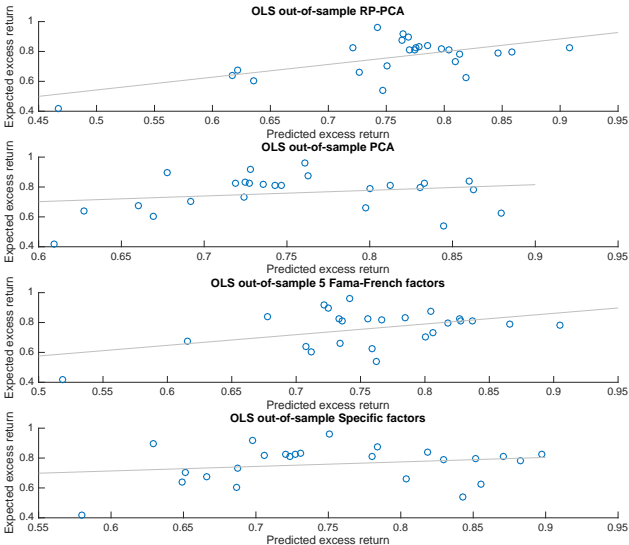 OLS out-of-sample RP-PCA
Expected excess return
1
0.8
0.6
0.4
0.45 0.5 0.55 0.6 0.65 0.7 0.75 0.8 0.85 0.9 0.95
Predicted excess return
OLS out-of-sample PCA
Expected excess return
1
0.8
0.6
0.4
0.6 0.65 0.7 0.75 0.8 0.85 0.9 0.95
Predicted excess return
OLS out-of-sample 5 Fama-French factors
Expected excess return
1
0.8
0.6
0.4
0.5 0.55 0.6 0.65 0.7 0.75 0.8 0.85 0.9 0.95
Predicted excess return
OLS out-of-sample Specific factors
Expected excess return
1
0.8
0.6
0.4
0.55 0.6 0.65 0.7 0.75 0.8 0.85 0.9 0.95
Predicted excess return